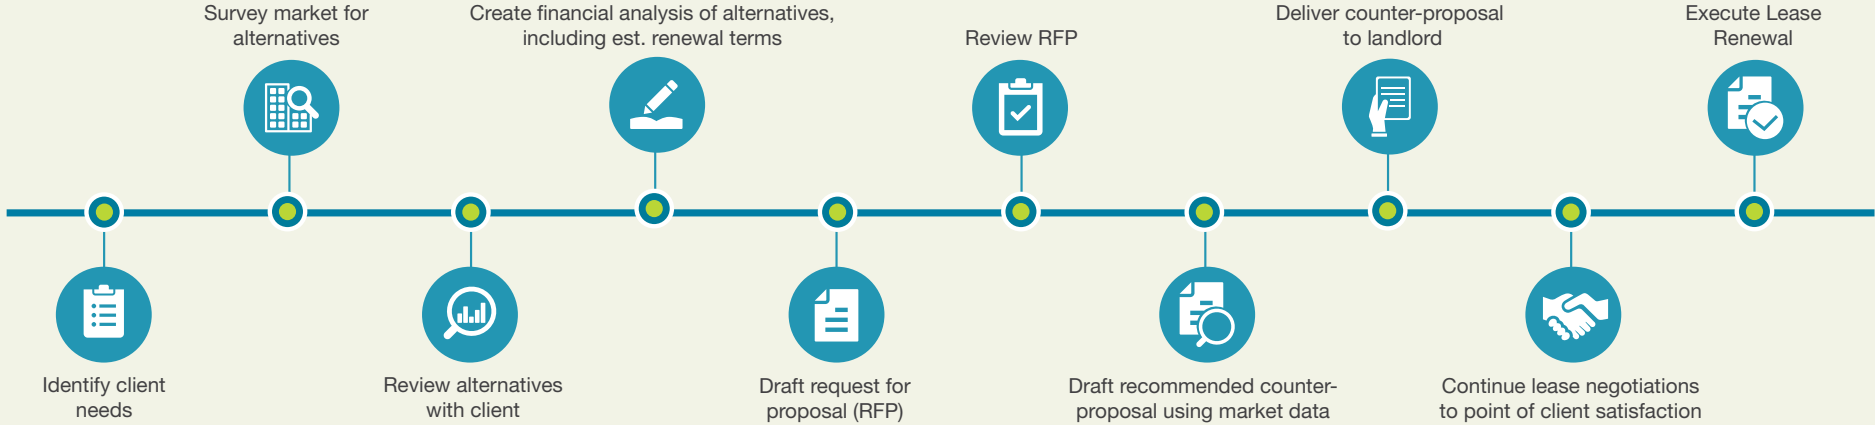 Survey market for
alternatives
Create financial analysis of alternatives,
including est. renewal terms
Review RFP
Deliver counter-proposal
to landlord
Execute Lease
Renewal
Identify client
needs
Review alternatives
with client
Draft request for
proposal (RFP)
Draft recommended counter-
proposal using market data
Continue lease negotiations
to point of client satisfaction